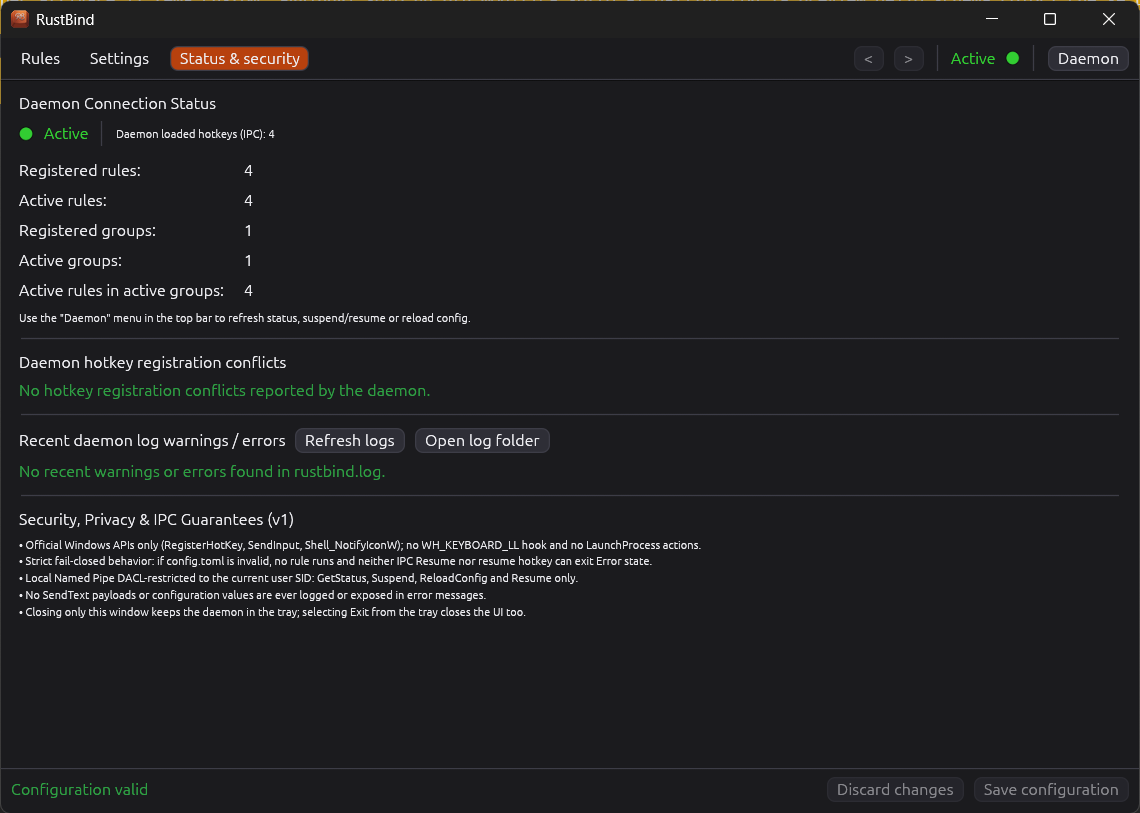 RustBind
Rules Settings Status & security < > Active Daemon
Daemon Connection Status
Active Daemon loaded hotkeys (IPC): 4
Registered rules: 4
Active rules: 4
Registered groups: 1
Active groups: 1
Active rules in active groups: 4
Use the "Daemon" menu in the top bar to refresh status, suspend/resume or reload config.
Daemon hotkey registration conflicts
No hotkey registration conflicts reported by the daemon.
Recent daemon log warnings / errors Refresh logs Open log folder
No recent warnings or errors found in rustbind.log.
Security, Privacy & IPC Guarantees (v1)
• Official Windows APIs only (RegisterHotKey, SendInput, Shell_NotifyIconW); no WH_KEYBOARD_LL hook and no LaunchProcess actions.
• Strict fail-closed behavior: if config.toml is invalid, no rule runs and neither IPC Resume nor resume hotkey can exit Error state.
• Local Named Pipe DACL-restricted to the current user SID: GetStatus, Suspend, ReloadConfig and Resume only.
• No SendText payloads or configuration values are ever logged or exposed in error messages.
• Closing only this window keeps the daemon in the tray; selecting Exit from the tray closes the UI too.
Configuration valid Discard changes Save configuration